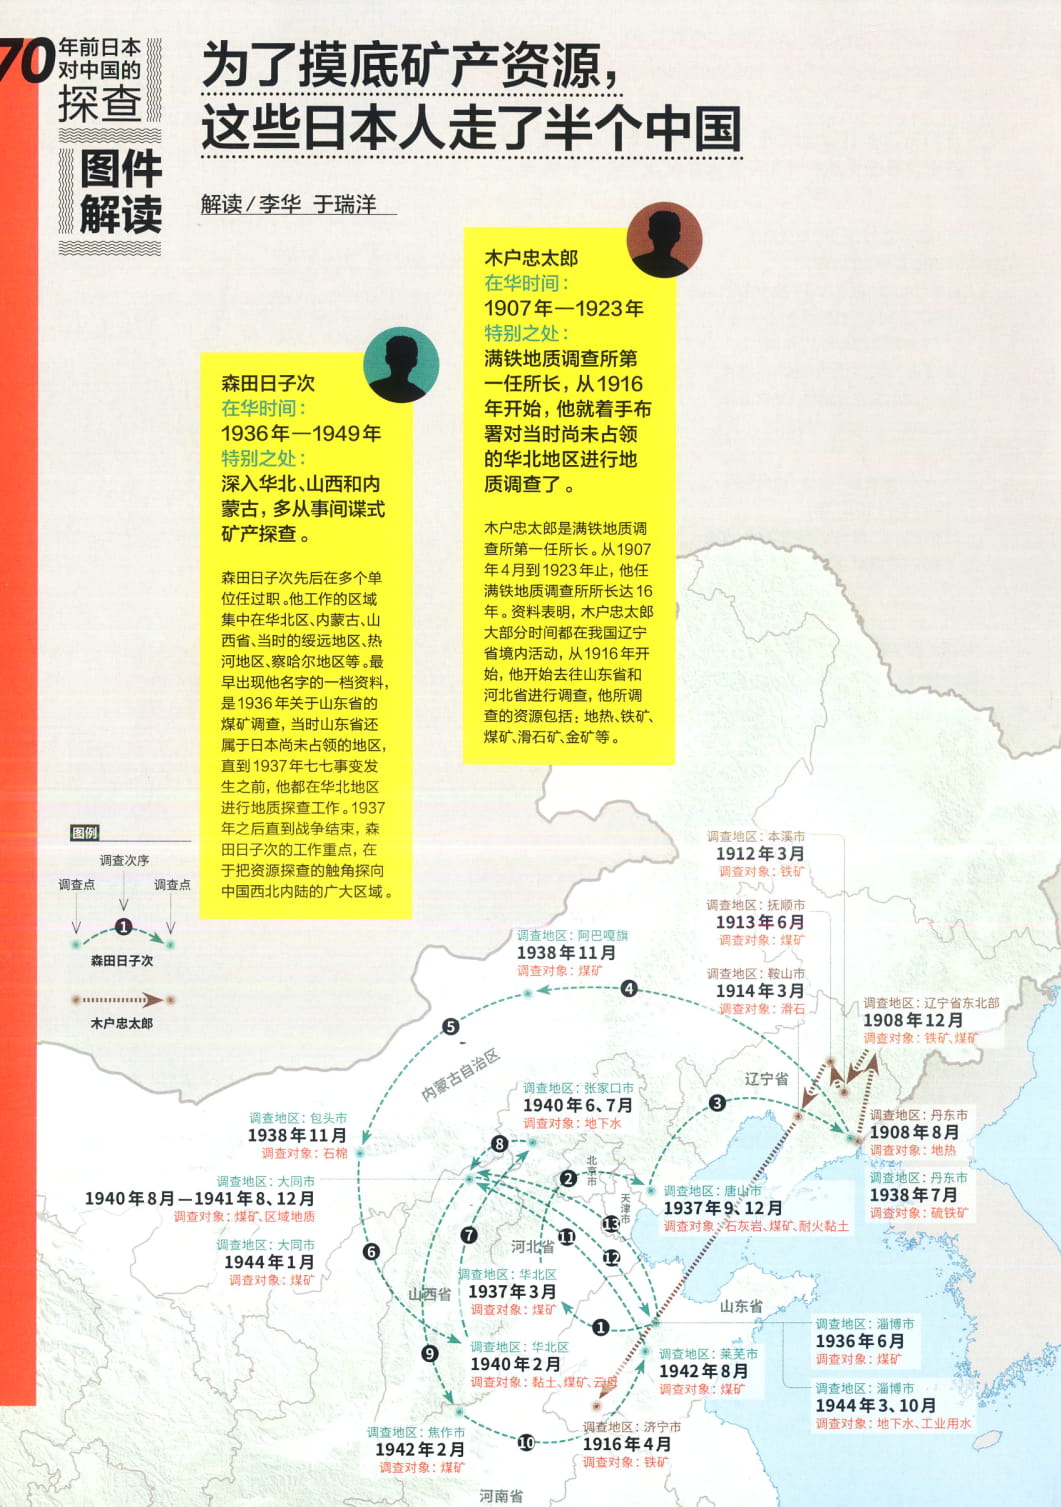 70
年前日本
对中国的
探查
图件
解读
为了摸底矿产资源，
这些日本人走了半个中国
解读/李华 于瑞洋
木户忠太郎
在华时间：
1907年—1923年
特别之处：
满铁地质调查所第
一任所长，从1916
年开始，他就着手布
署对当时尚未占领
的华北地区进行地
质调查了。
木户忠太郎是满铁地质调
查所第一任所长。从1907
年4月到1923年止，他任
满铁地质调查所所长达16
年。资料表明，木户忠太郎
大部分时间都在我国辽宁
省境内活动，从1916年开
始，他开始去往山东省和
河北省进行调查，他所调
查的资源包括：地热、铁矿、
煤矿、滑石矿、金矿等。
森田日子次
在华时间：
1936年—1949年
特别之处：
深入华北、山西和内
蒙古，多从事间谍式
矿产探查。
森田日子次先后在多个单
位任过职。他工作的区域
集中在华北区、内蒙古、山
西省、当时的绥远地区、热
河地区、察哈尔地区等。最
早出现他名字的一档资料，
是1936年关于山东省的
煤矿调查，当时山东省还
属于日本尚未占领的地区，
直到1937年七七事变发
生之前，他都在华北地区
进行地质探查工作。1937
年之后直到战争结束，森
田日子次的工作重点，在
于把资源探查的触角探向
中国西北内陆的广大区域。
图例
调查次序
调查点
调查点
1
森田日子次
木户忠太郎
调查地区：本溪市
1912年3月
调查对象：铁矿
调查地区：抚顺市
1913年6月
调查对象：煤矿
调查地区：阿巴嘎旗
1938年11月
调查对象：煤矿
调查地区：鞍山市
1914年3月
调查对象：滑石
4
调查地区：辽宁省东北部
1908年12月
调查对象：铁矿、煤矿
5
内蒙古自治区
辽宁省
调查地区：张家口市
1940年6、7月
调查对象：地下水
3
调查地区：包头市
1938年11月
调查对象：石棉
8
调查地区：丹东市
1908年8月
调查对象：地热
北京市
2
调查地区：大同市
1940年8月—1941年8、12月
调查对象：煤矿、区域地质
调查地区：丹东市
1938年7月
调查对象：硫铁矿
天津市
调查地区：唐山市
1937年9、12月
调查对象：石灰岩、煤矿、耐火黏土
13
7
11
河北省
12
6
调查地区：大同市
1944年1月
调查对象：煤矿
调查地区：华北区
1937年3月
调查对象：煤矿
山西省
山东省
1
9
调查地区：华北区
1940年2月
调查对象：黏土、煤矿、云母
调查地区：淄博市
1936年6月
调查对象：煤矿
调查地区：莱芜市
1942年8月
调查对象：煤矿
调查地区：淄博市
1944年3、10月
调查对象：地下水、工业用水
调查地区：焦作市
1942年2月
调查对象：煤矿
10
调查地区：济宁市
1916年4月
调查对象：铁矿
河南省